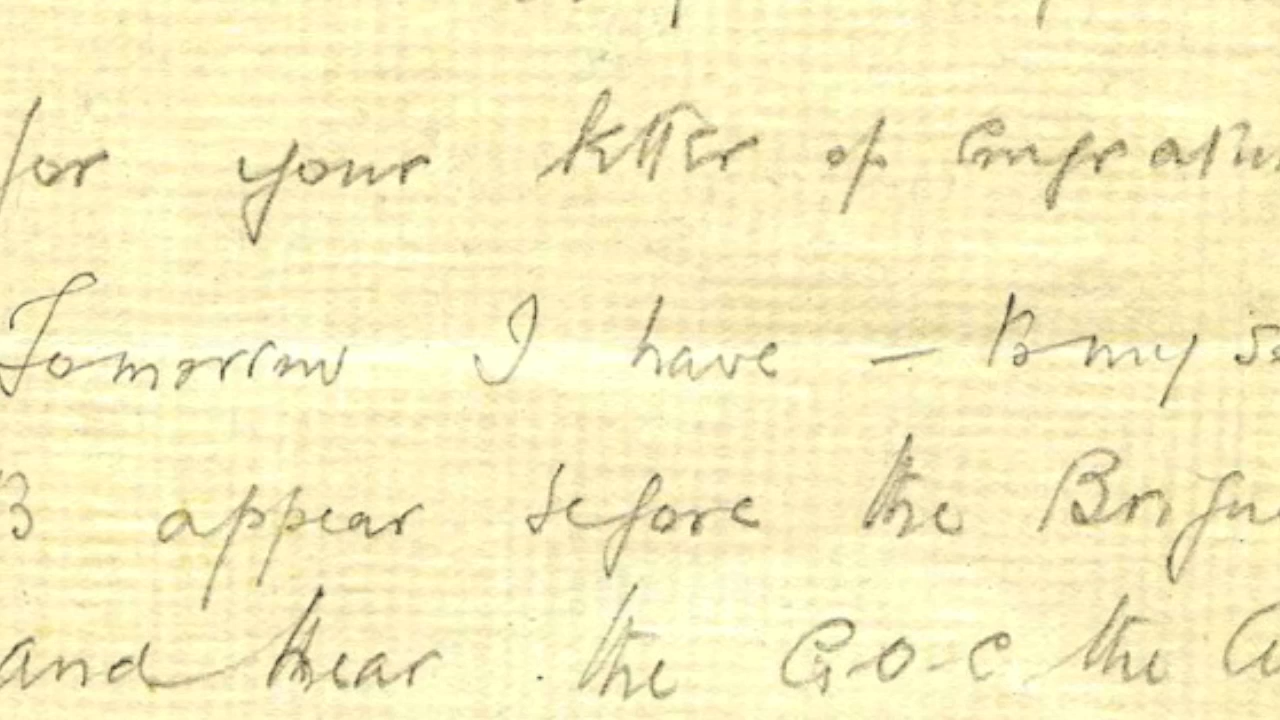 for your letter of
Tomorrow I have – to my
to appear before the
and hear the G.O.C the